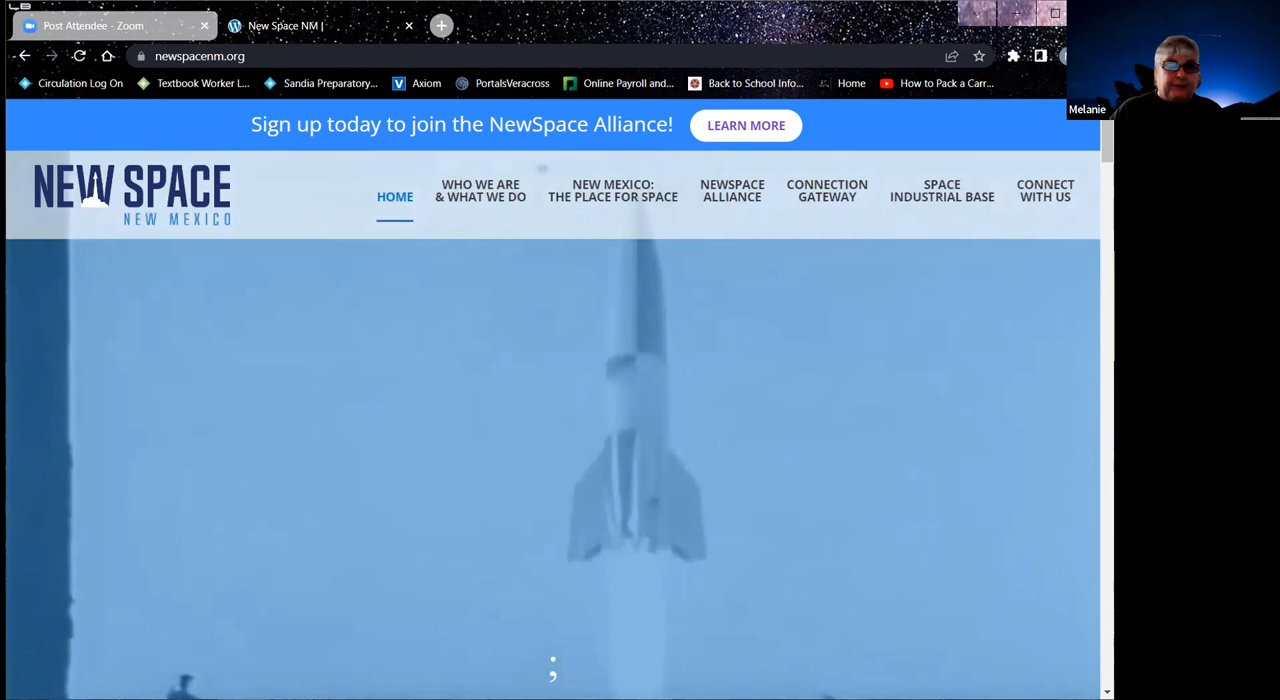 Post Attendee - Zoom
New Space NM |
newspacenm.org
Circulation Log On
Textbook Worker L...
Sandia Preparatory...
Axiom
PortalsVeracross
Online Payroll and...
Back to School Info...
Home
How to Pack a Carr...
Melanie
Sign up today to join the NewSpace Alliance!
LEARN MORE
NEW SPACE
NEW MEXICO
HOME
WHO WE ARE
& WHAT WE DO
NEW MEXICO:
THE PLACE FOR SPACE
NEWSPACE
ALLIANCE
CONNECTION
GATEWAY
SPACE
INDUSTRIAL BASE
CONNECT
WITH US
;